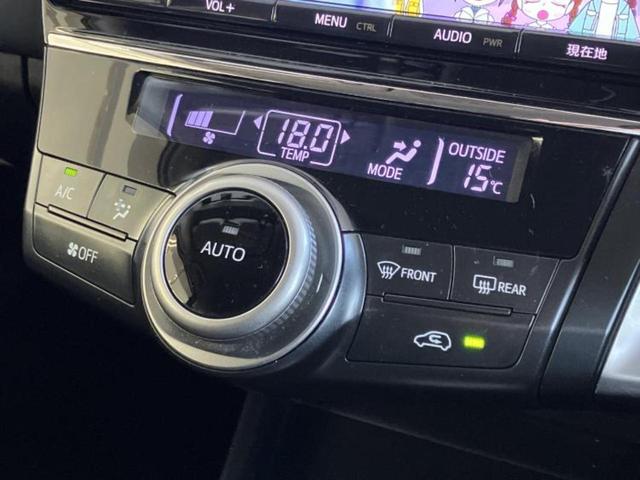 VOL+
MENU CTRL
AUDIO PWR
現在地
18.0
TEMP
MODE
OUTSIDE
15℃
A/C
OFF
AUTO
FRONT
REAR